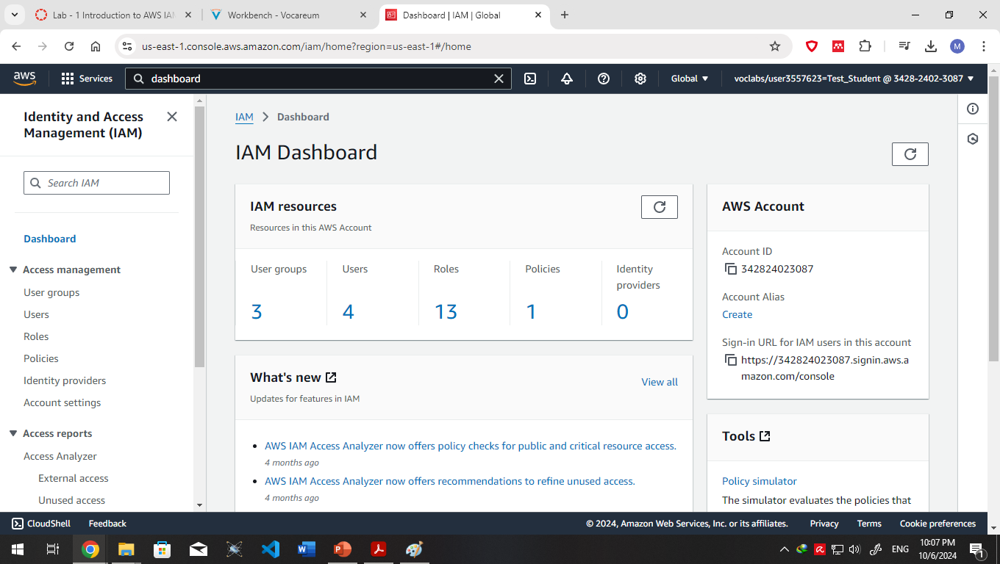 Lab - 1 Introduction to AWS IAM
Workbench - Vocareum
Dashboard | IAM | Global
us-east-1.console.aws.amazon.com/iam/home?region=us-east-1#/home
M
aws
Services
dashboard
Global
voclabs/user3557623=Test_Student @ 3428-2402-3087
Identity and Access
Management (IAM)
Search IAM
Dashboard
Access management
User groups
Users
Roles
Policies
Identity providers
Account settings
Access reports
Access Analyzer
External access
Unused access
IAM
Dashboard
IAM Dashboard
IAM resources
Resources in this AWS Account
User groups
3
Users
4
Roles
13
Policies
1
Identity
providers
0
What's new
View all
Updates for features in IAM
AWS IAM Access Analyzer now offers policy checks for public and critical resource access.
4 months ago
AWS IAM Access Analyzer now offers recommendations to refine unused access.
4 months ago
AWS Account
Account ID
342824023087
Account Alias
Create
Sign-in URL for IAM users in this account
https://342824023087.signin.aws.a
mazon.com/console
Tools
Policy simulator
The simulator evaluates the policies that
CloudShell
Feedback
© 2024, Amazon Web Services, Inc. or its affiliates.
Privacy
Terms
Cookie preferences
ENG
10:07 PM
10/6/2024
1